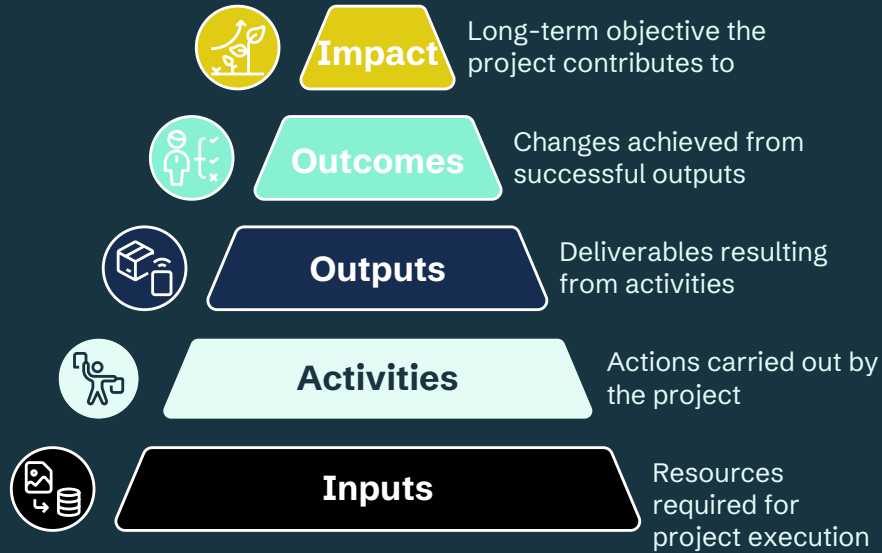 Impact
Long-term objective the
project contributes to
Outcomes
Changes achieved from
successful outputs
Outputs
Deliverables resulting
from activities
Activities
Actions carried out by
the project
Inputs
Resources
required for
project execution